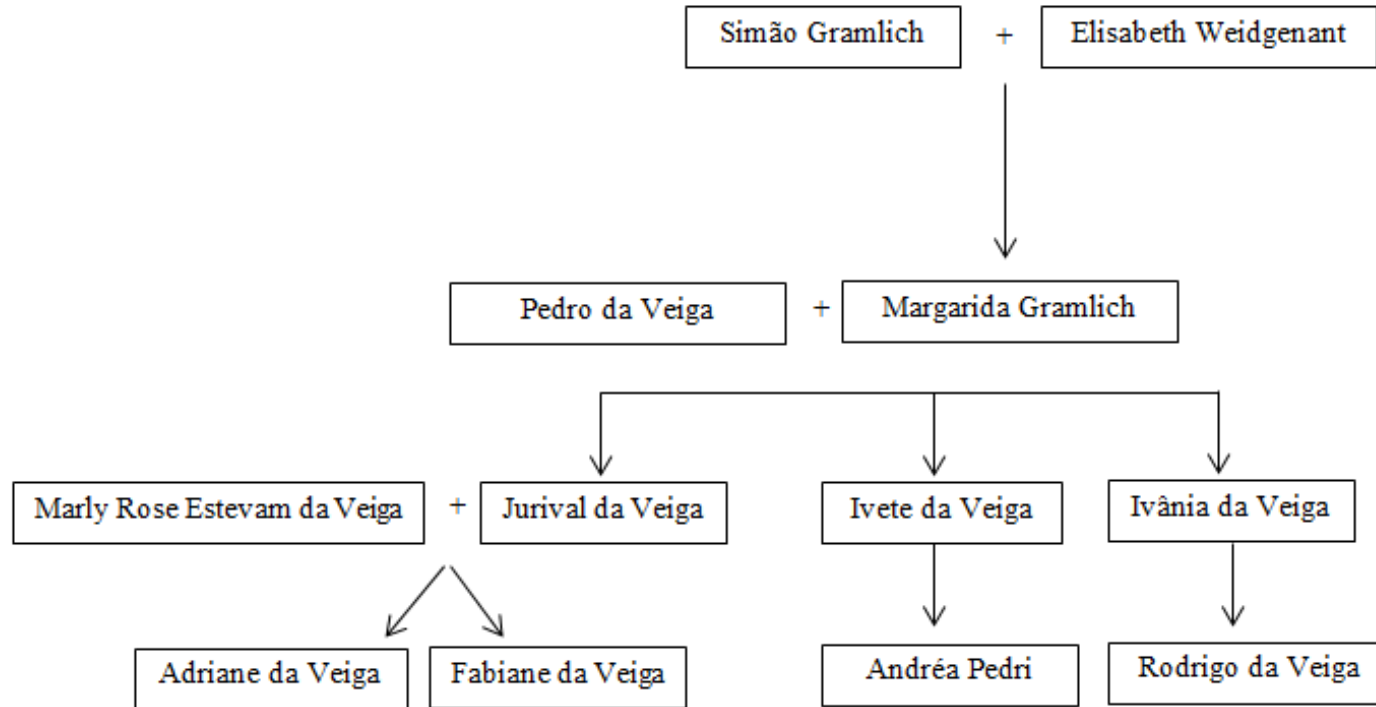 Simão Gramlich + Elisabeth Weidgenant
Pedro da Veiga + Margarida Gramlich
Marly Rose Estevam da Veiga + Jurival da Veiga Ivete da Veiga Ivânia da Veiga
Adriane da Veiga Fabiane da Veiga Andréa Pedri Rodrigo da Veiga